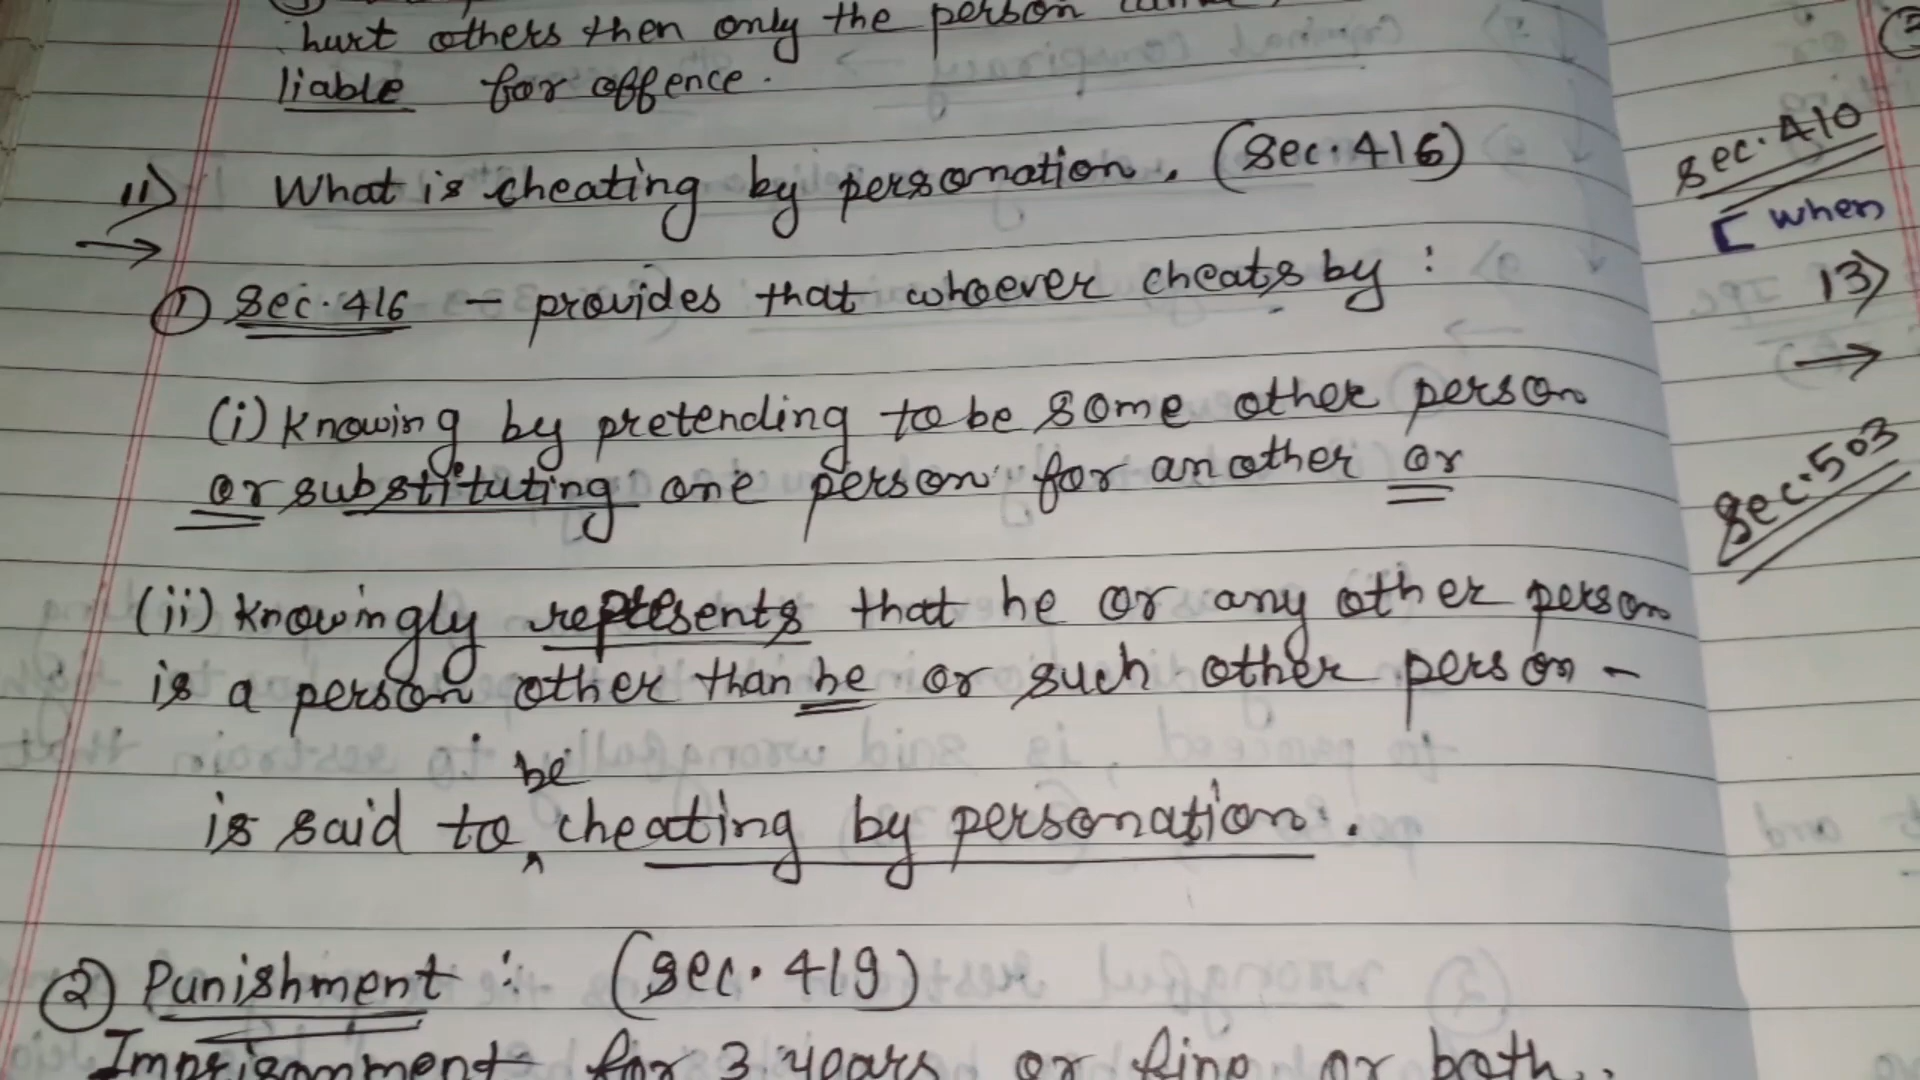 hurt others then only the person
liable for offence.
11) What is cheating by personation. (Sec. 416)
→
① Sec. 416 – provides that whoever cheats by :
(i) Knowing by pretending to be some other person
or substituting one person for another or
(ii) Knowingly represents that he or any other person
is a person other than he or such other person –
is said to be cheating by personation.
② Punishment :- (Sec. 419)
Imprisonment for 3 years or fine or both.
Sec. 410
[ when
13)
→
Sec. 503